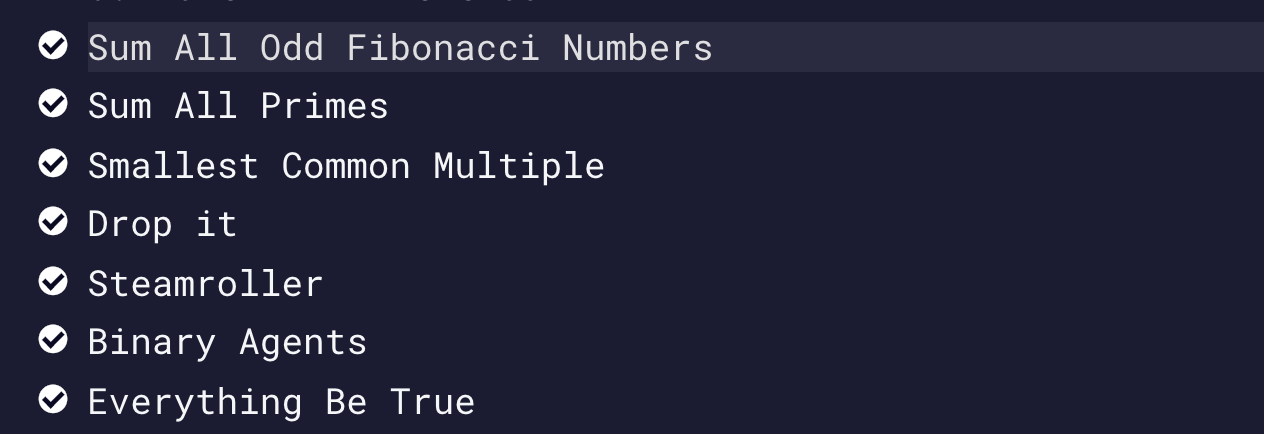 Sum All Odd Fibonacci Numbers
Sum All Primes
Smallest Common Multiple
Drop it
Steamroller
Binary Agents
Everything Be True